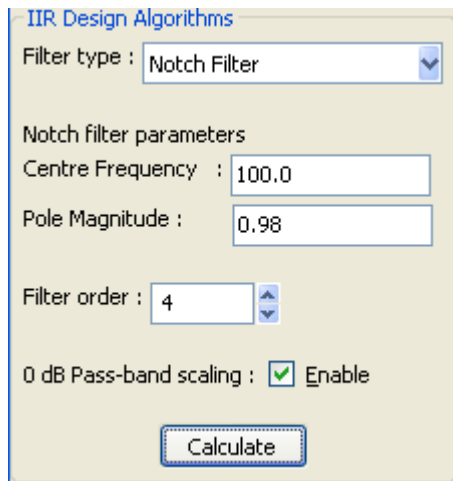 IIR Design Algorithms
Filter type : Notch Filter
Notch filter parameters
Centre Frequency : 100.0
Pole Magnitude : 0.98
Filter order : 4
0 dB Pass-band scaling : Enable
Calculate